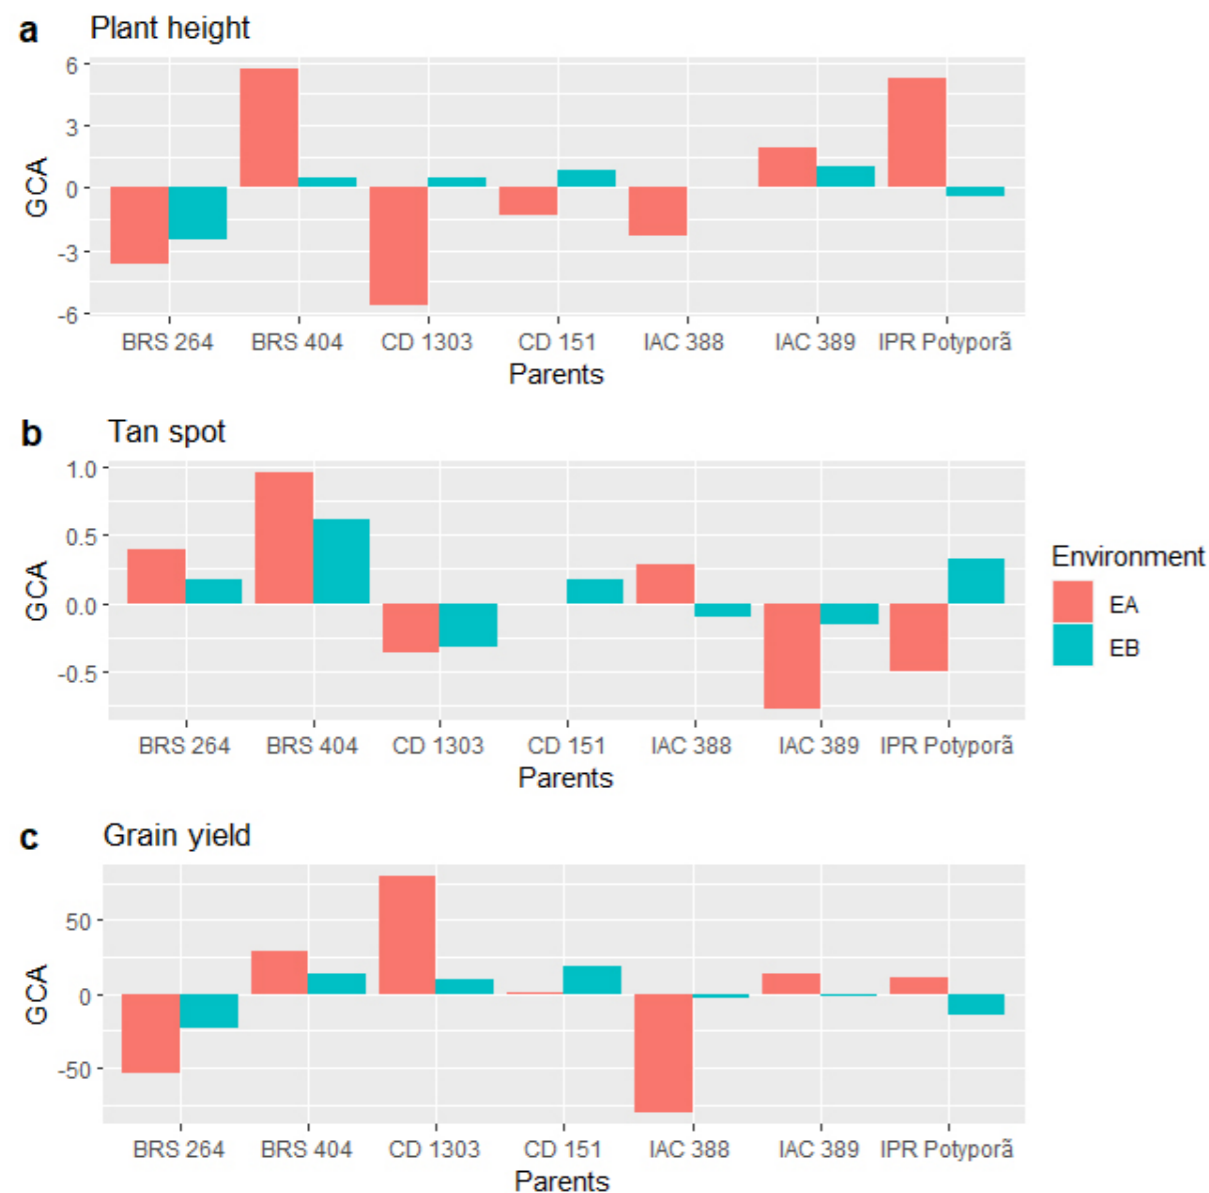 a Plant height
6
3
0
-3
-6
GCA
BRS 264 BRS 404 CD 1303 CD 151 IAC 388 IAC 389 IPR Potyporã
Parents
b Tan spot
1.0
0.5
0.0
-0.5
GCA
BRS 264 BRS 404 CD 1303 CD 151 IAC 388 IAC 389 IPR Potyporã
Parents
Environment
EA
EB
c Grain yield
50
0
-50
GCA
BRS 264 BRS 404 CD 1303 CD 151 IAC 388 IAC 389 IPR Potyporã
Parents